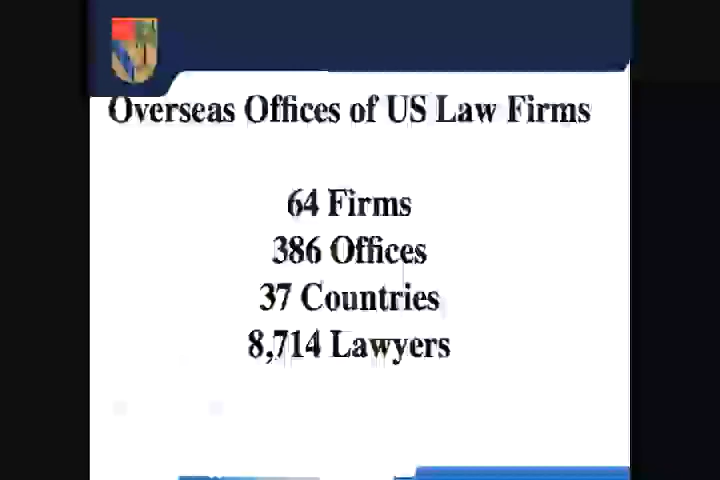 Overseas Offices of US Law Firms
64 Firms
386 Offices
37 Countries
8,714 Lawyers